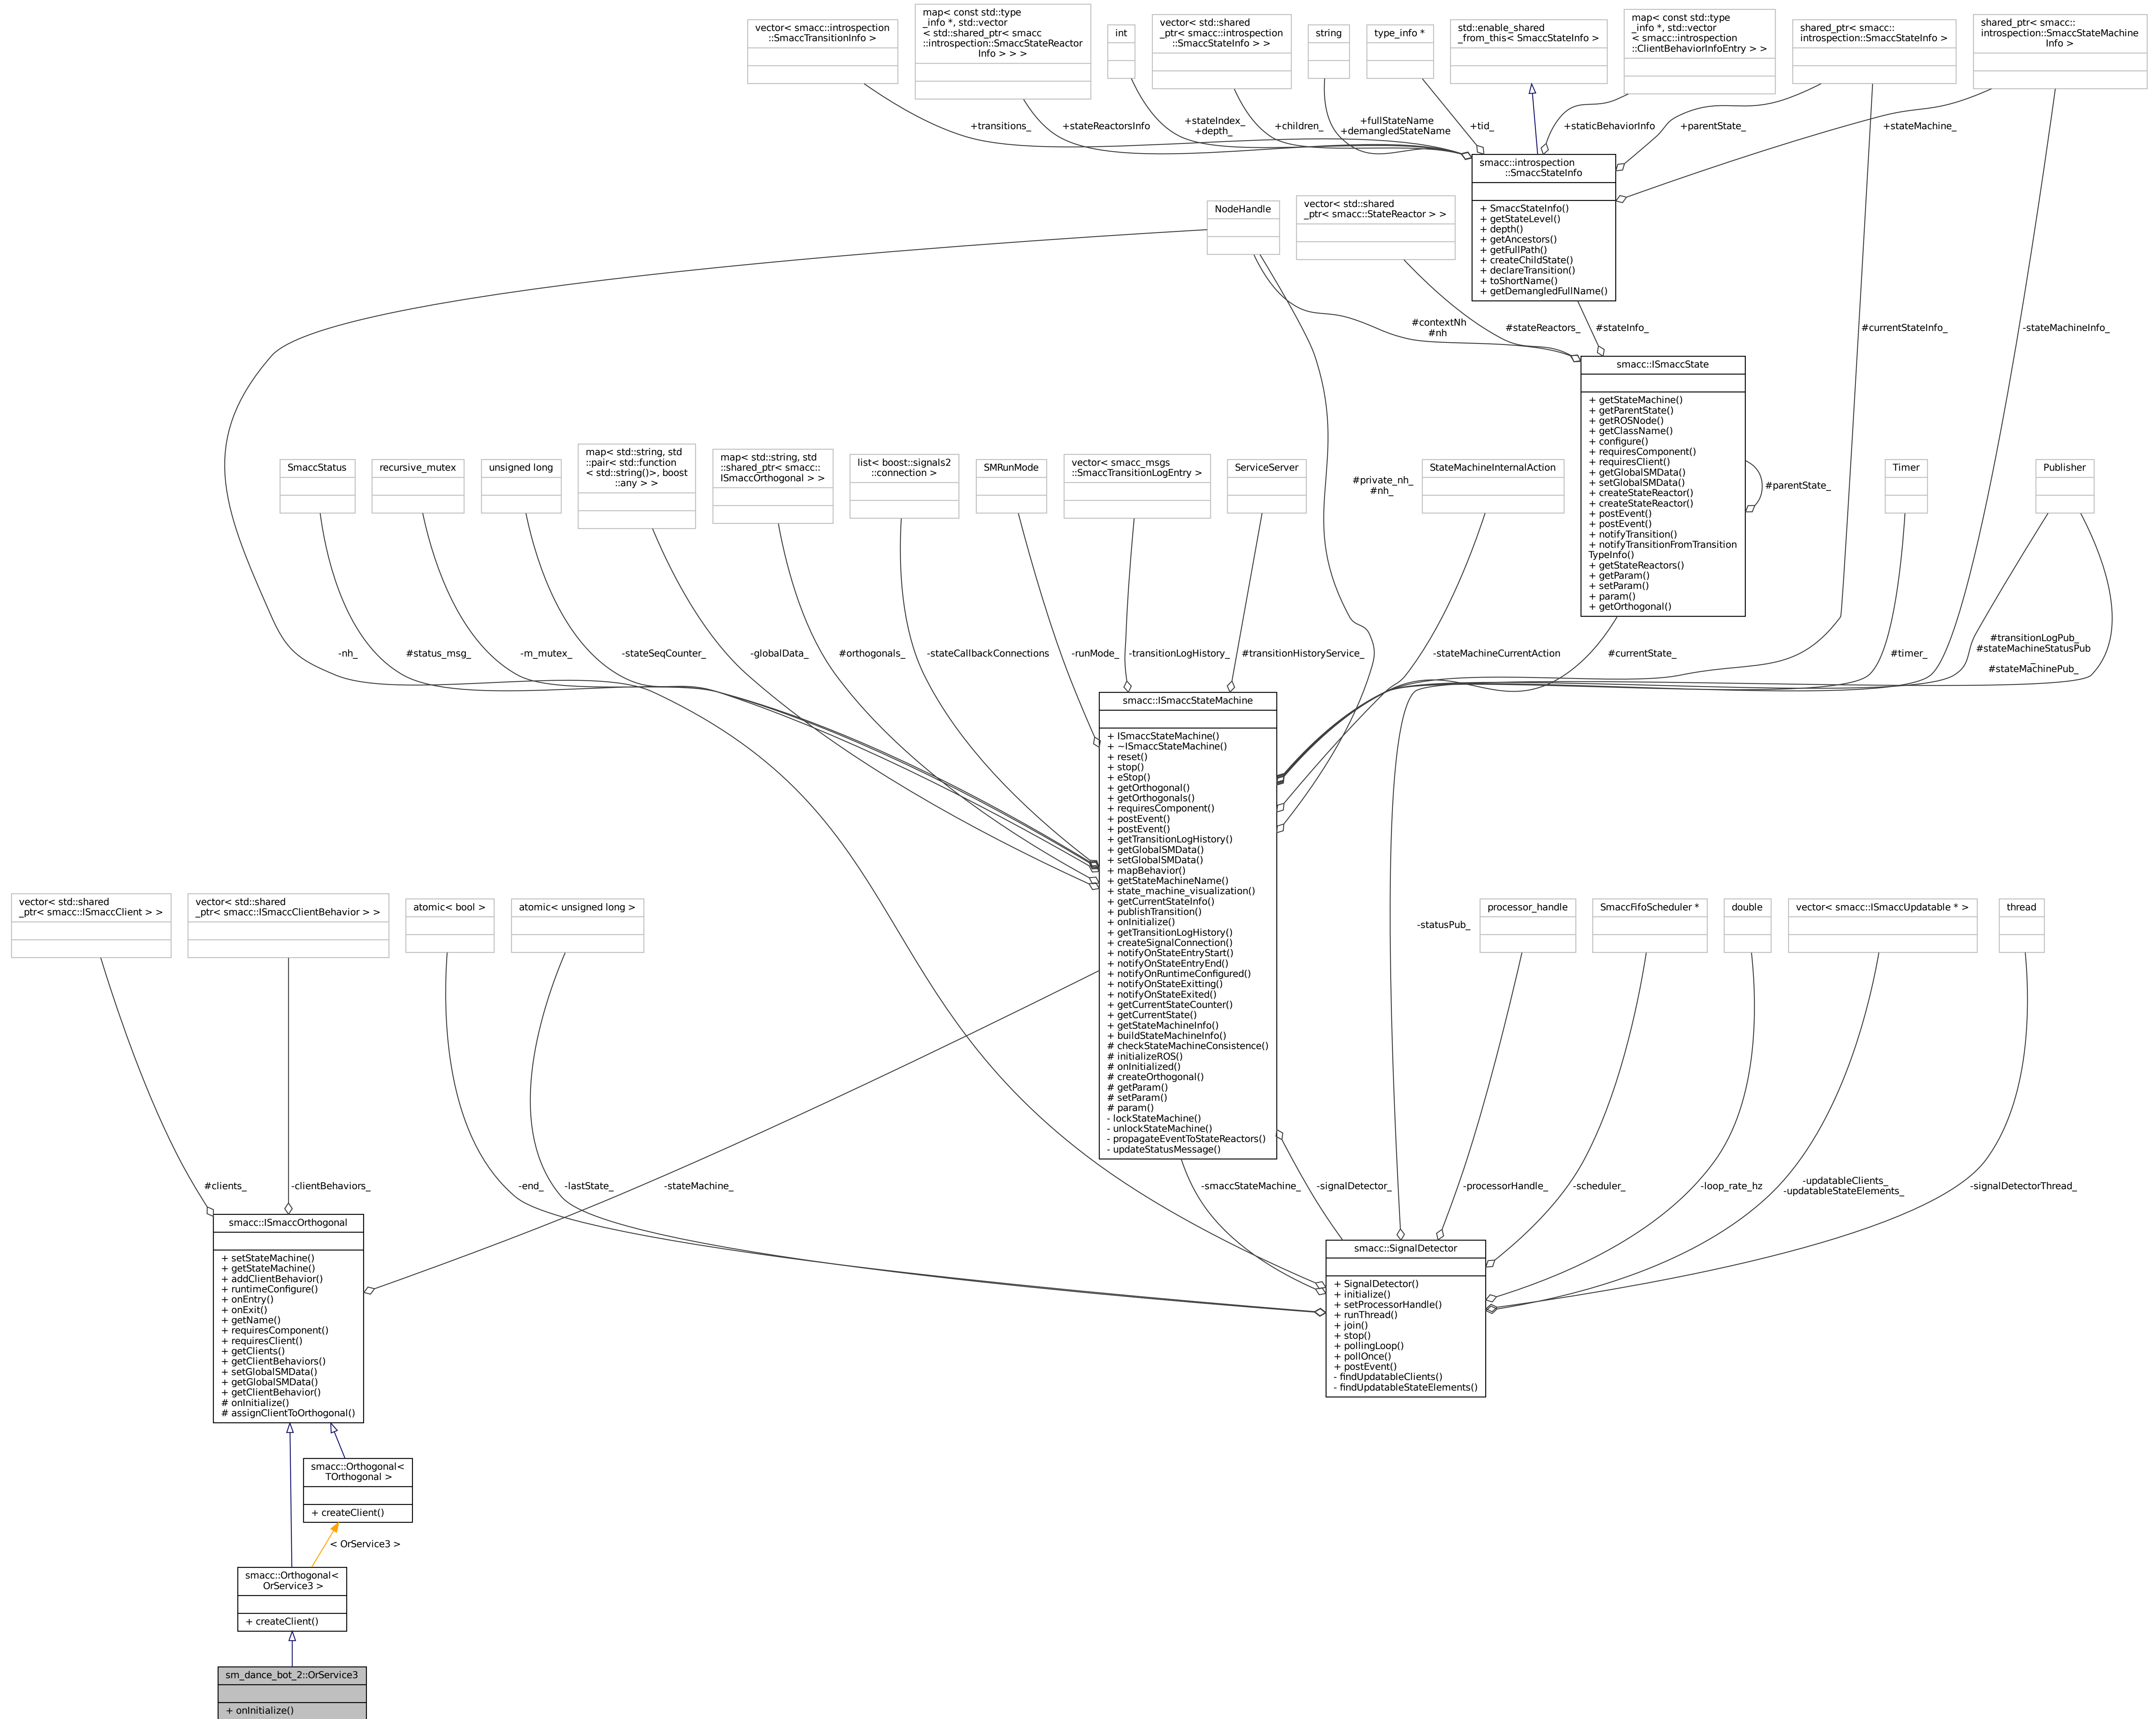 vector< smacc::introspection
::SmaccTransitionInfo >
map< const std::type
_info *, std::vector
< std::shared_ptr< smacc
::introspection::SmaccStateReactor
Info > > >
int
vector< std::shared
_ptr< smacc::introspection
::SmaccStateInfo > >
string
type_info *
std::enable_shared
_from_this< SmaccStateInfo >
map< const std::type
_info *, std::vector
< smacc::introspection
::ClientBehaviorInfoEntry > >
shared_ptr< smacc::
introspection::SmaccStateInfo >
shared_ptr< smacc::
introspection::SmaccStateMachine
Info >
+transitions_
+stateReactorsInfo
+stateIndex_
+depth_
+children_
+fullStateName
+demangledStateName
+tid_
+staticBehaviorInfo
+parentState_
+stateMachine_
smacc::introspection
::SmaccStateInfo
+ SmaccStateInfo()
+ getStateLevel()
+ depth()
+ getAncestors()
+ getFullPath()
+ createChildState()
+ declareTransition()
+ toShortName()
+ getDemangledFullName()
NodeHandle
vector< std::shared
_ptr< smacc::StateReactor > >
#contextNh
#nh
#stateReactors_
#stateInfo_
#currentStateInfo_
-stateMachineInfo_
smacc::ISmaccState
+ getStateMachine()
+ getParentState()
+ getROSNode()
+ getClassName()
+ configure()
+ requiresComponent()
+ requiresClient()
+ getGlobalSMData()
+ setGlobalSMData()
+ createStateReactor()
+ createStateReactor()
+ postEvent()
+ postEvent()
+ notifyTransition()
+ notifyTransitionFromTransition
TypeInfo()
+ getStateReactors()
+ getParam()
+ setParam()
+ param()
+ getOrthogonal()
#parentState_
SmaccStatus
recursive_mutex
unsigned long
map< std::string, std
::pair< std::function
< std::string()>, boost
::any > >
map< std::string, std
::shared_ptr< smacc::
ISmaccOrthogonal > >
list< boost::signals2
::connection >
SMRunMode
vector< smacc_msgs
::SmaccTransitionLogEntry >
ServiceServer
#private_nh_
#nh_
StateMachineInternalAction
Timer
Publisher
-nh_
#status_msg_
-m_mutex_
-stateSeqCounter_
-globalData_
#orthogonals_
-stateCallbackConnections
-runMode_
-transitionLogHistory_
#transitionHistoryService_
-stateMachineCurrentAction
#currentState_
#timer_
#transitionLogPub_
#stateMachineStatusPub
_
#stateMachinePub_
smacc::ISmaccStateMachine
+ ISmaccStateMachine()
+ ~ISmaccStateMachine()
+ reset()
+ stop()
+ eStop()
+ getOrthogonal()
+ getOrthogonals()
+ requiresComponent()
+ postEvent()
+ postEvent()
+ getTransitionLogHistory()
+ getGlobalSMData()
+ setGlobalSMData()
+ mapBehavior()
+ getStateMachineName()
+ state_machine_visualization()
+ getCurrentStateInfo()
+ publishTransition()
+ onInitialize()
+ getTransitionLogHistory()
+ createSignalConnection()
+ notifyOnStateEntryStart()
+ notifyOnStateEntryEnd()
+ notifyOnRuntimeConfigured()
+ notifyOnStateExitting()
+ notifyOnStateExited()
+ getCurrentStateCounter()
+ getCurrentState()
+ getStateMachineInfo()
+ buildStateMachineInfo()
# checkStateMachineConsistence()
# initializeROS()
# onInitialized()
# createOrthogonal()
# getParam()
# setParam()
# param()
- lockStateMachine()
- unlockStateMachine()
- propagateEventToStateReactors()
- updateStatusMessage()
vector< std::shared
_ptr< smacc::ISmaccClient > >
vector< std::shared
_ptr< smacc::ISmaccClientBehavior > >
atomic< bool >
atomic< unsigned long >
-statusPub_
processor_handle
SmaccFifoScheduler *
double
vector< smacc::ISmaccUpdatable * >
thread
#clients_
-clientBehaviors_
-end_
-lastState_
-stateMachine_
-smaccStateMachine_
-signalDetector_
-processorHandle_
-scheduler_
-loop_rate_hz
-updatableClients_
-updatableStateElements_
-signalDetectorThread_
smacc::ISmaccOrthogonal
+ setStateMachine()
+ getStateMachine()
+ addClientBehavior()
+ runtimeConfigure()
+ onEntry()
+ onExit()
+ getName()
+ requiresComponent()
+ requiresClient()
+ getClients()
+ getClientBehaviors()
+ setGlobalSMData()
+ getGlobalSMData()
+ getClientBehavior()
# onInitialize()
# assignClientToOrthogonal()
smacc::SignalDetector
+ SignalDetector()
+ initialize()
+ setProcessorHandle()
+ runThread()
+ join()
+ stop()
+ pollingLoop()
+ pollOnce()
+ postEvent()
- findUpdatableClients()
- findUpdatableStateElements()
smacc::Orthogonal<
TOrthogonal >
+ createClient()
< OrService3 >
smacc::Orthogonal<
OrService3 >
+ createClient()
sm_dance_bot_2::OrService3
+ onInitialize()